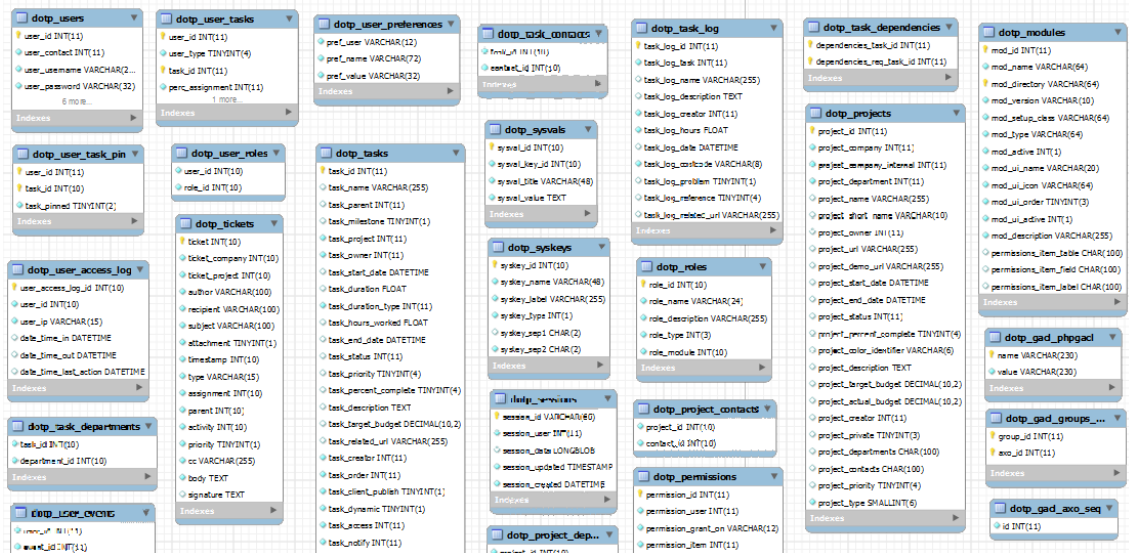 dotp_users
user_id INT(11)
user_contact INT(11)
user_username VARCHAR(2...
user_password VARCHAR(32)
6 more...
Indexes
dotp_user_tasks
user_id INT(11)
user_type TINYINT(4)
task_id INT(11)
perc_assignment INT(11)
1 more...
Indexes
dotp_user_preferences
pref_user VARCHAR(12)
pref_name VARCHAR(72)
pref_value VARCHAR(32)
Indexes
dotp_task_contacts
task_id INT(10)
contact_id INT(10)
Indexes
dotp_task_log
task_log_id INT(11)
task_log_task INT(11)
task_log_name VARCHAR(255)
task_log_description TEXT
task_log_creator INT(11)
task_log_hours FLOAT
task_log_date DATETIME
task_log_costcode VARCHAR(8)
task_log_problem TINYINT(1)
task_log_reference TINYINT(4)
task_log_related_url VARCHAR(255)
Indexes
dotp_task_dependencies
dependencies_task_id INT(11)
dependencies_req_task_id INT(11)
Indexes
dotp_modules
mod_id INT(11)
mod_name VARCHAR(64)
mod_directory VARCHAR(64)
mod_version VARCHAR(10)
mod_setup_class VARCHAR(64)
mod_type VARCHAR(64)
mod_active INT(1)
mod_ui_name VARCHAR(20)
mod_ui_icon VARCHAR(64)
mod_ui_order TINYINT(3)
mod_ui_active INT(1)
mod_description VARCHAR(255)
permissions_item_table CHAR(100)
permissions_item_field CHAR(100)
permissions_item_label CHAR(100)
Indexes
dotp_user_task_pin
user_id INT(11)
task_id INT(10)
task_pinned TINYINT(2)
Indexes
dotp_user_roles
user_id INT(10)
role_id INT(10)
dotp_tasks
task_id INT(11)
task_name VARCHAR(255)
task_parent INT(11)
task_milestone TINYINT(1)
task_project INT(11)
task_owner INT(11)
task_start_date DATETIME
task_duration FLOAT
task_duration_type INT(11)
task_hours_worked FLOAT
task_end_date DATETIME
task_status INT(11)
task_priority TINYINT(4)
task_percent_complete TINYINT(4)
task_description TEXT
task_target_budget DECIMAL(10,2)
task_related_url VARCHAR(255)
task_creator INT(11)
task_order INT(11)
task_client_publish TINYINT(1)
task_dynamic TINYINT(1)
task_access INT(11)
task_notify INT(11)
dotp_sysvals
sysval_id INT(10)
sysval_key_id INT(10)
sysval_title VARCHAR(48)
sysval_value TEXT
Indexes
dotp_projects
project_id INT(11)
project_company INT(11)
project_company_internal INT(11)
project_department INT(11)
project_name VARCHAR(255)
project_short_name VARCHAR(10)
project_owner INT(11)
project_url VARCHAR(255)
project_demo_url VARCHAR(255)
project_start_date DATETIME
project_end_date DATETIME
project_status INT(11)
project_percent_complete TINYINT(4)
project_color_identifier VARCHAR(6)
project_description TEXT
project_target_budget DECIMAL(10,2)
project_actual_budget DECIMAL(10,2)
project_creator INT(11)
project_private TINYINT(3)
project_departments CHAR(100)
project_contacts CHAR(100)
project_priority TINYINT(4)
project_type SMALLINT(6)
Indexes
dotp_tickets
ticket INT(10)
ticket_company INT(10)
ticket_project INT(10)
author VARCHAR(100)
recipient VARCHAR(100)
subject VARCHAR(100)
attachment TINYINT(1)
timestamp INT(10)
type VARCHAR(15)
assignment INT(10)
parent INT(10)
activity INT(10)
priority TINYINT(1)
cc VARCHAR(255)
body TEXT
signature TEXT
Indexes
dotp_syskeys
syskey_id INT(10)
syskey_name VARCHAR(48)
syskey_label VARCHAR(255)
syskey_type INT(1)
syskey_sep1 CHAR(2)
syskey_sep2 CHAR(2)
Indexes
dotp_user_access_log
user_access_log_id INT(10)
user_id INT(10)
user_ip VARCHAR(15)
date_time_in DATETIME
date_time_out DATETIME
date_time_last_action DATETIME
Indexes
dotp_roles
role_id INT(10)
role_name VARCHAR(24)
role_description VARCHAR(255)
role_type INT(3)
role_module INT(10)
Indexes
dotp_gacl_phpgacl
name VARCHAR(230)
value VARCHAR(230)
Indexes
dotp_sessions
session_id VARCHAR(60)
session_user INT(11)
session_data LONGBLOB
session_updated TIMESTAMP
session_created DATETIME
Indexes
dotp_project_contacts
project_id INT(10)
contact_id INT(10)
dotp_gacl_groups_...
group_id INT(11)
axo_id INT(11)
Indexes
dotp_task_departments
task_id INT(10)
department_id INT(10)
Indexes
dotp_permissions
permission_id INT(11)
permission_user INT(11)
permission_grant_on VARCHAR(12)
permission_item INT(11)
dotp_user_events
user_id INT(11)
event_id INT(11)
dotp_project_dep...
project_id INT(10)
dotp_gacl_axo_seq
id INT(11)